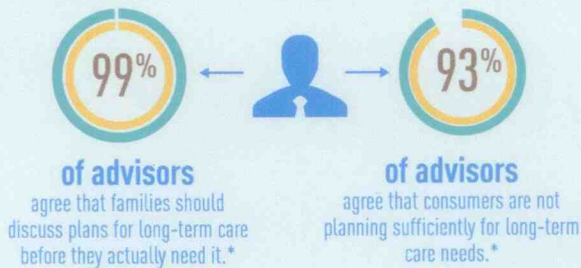 99%
of advisors
agree that families should
discuss plans for long-term care
before they actually need it.*
93%
of advisors
agree that consumers are not
planning sufficiently for long-term
care needs.*